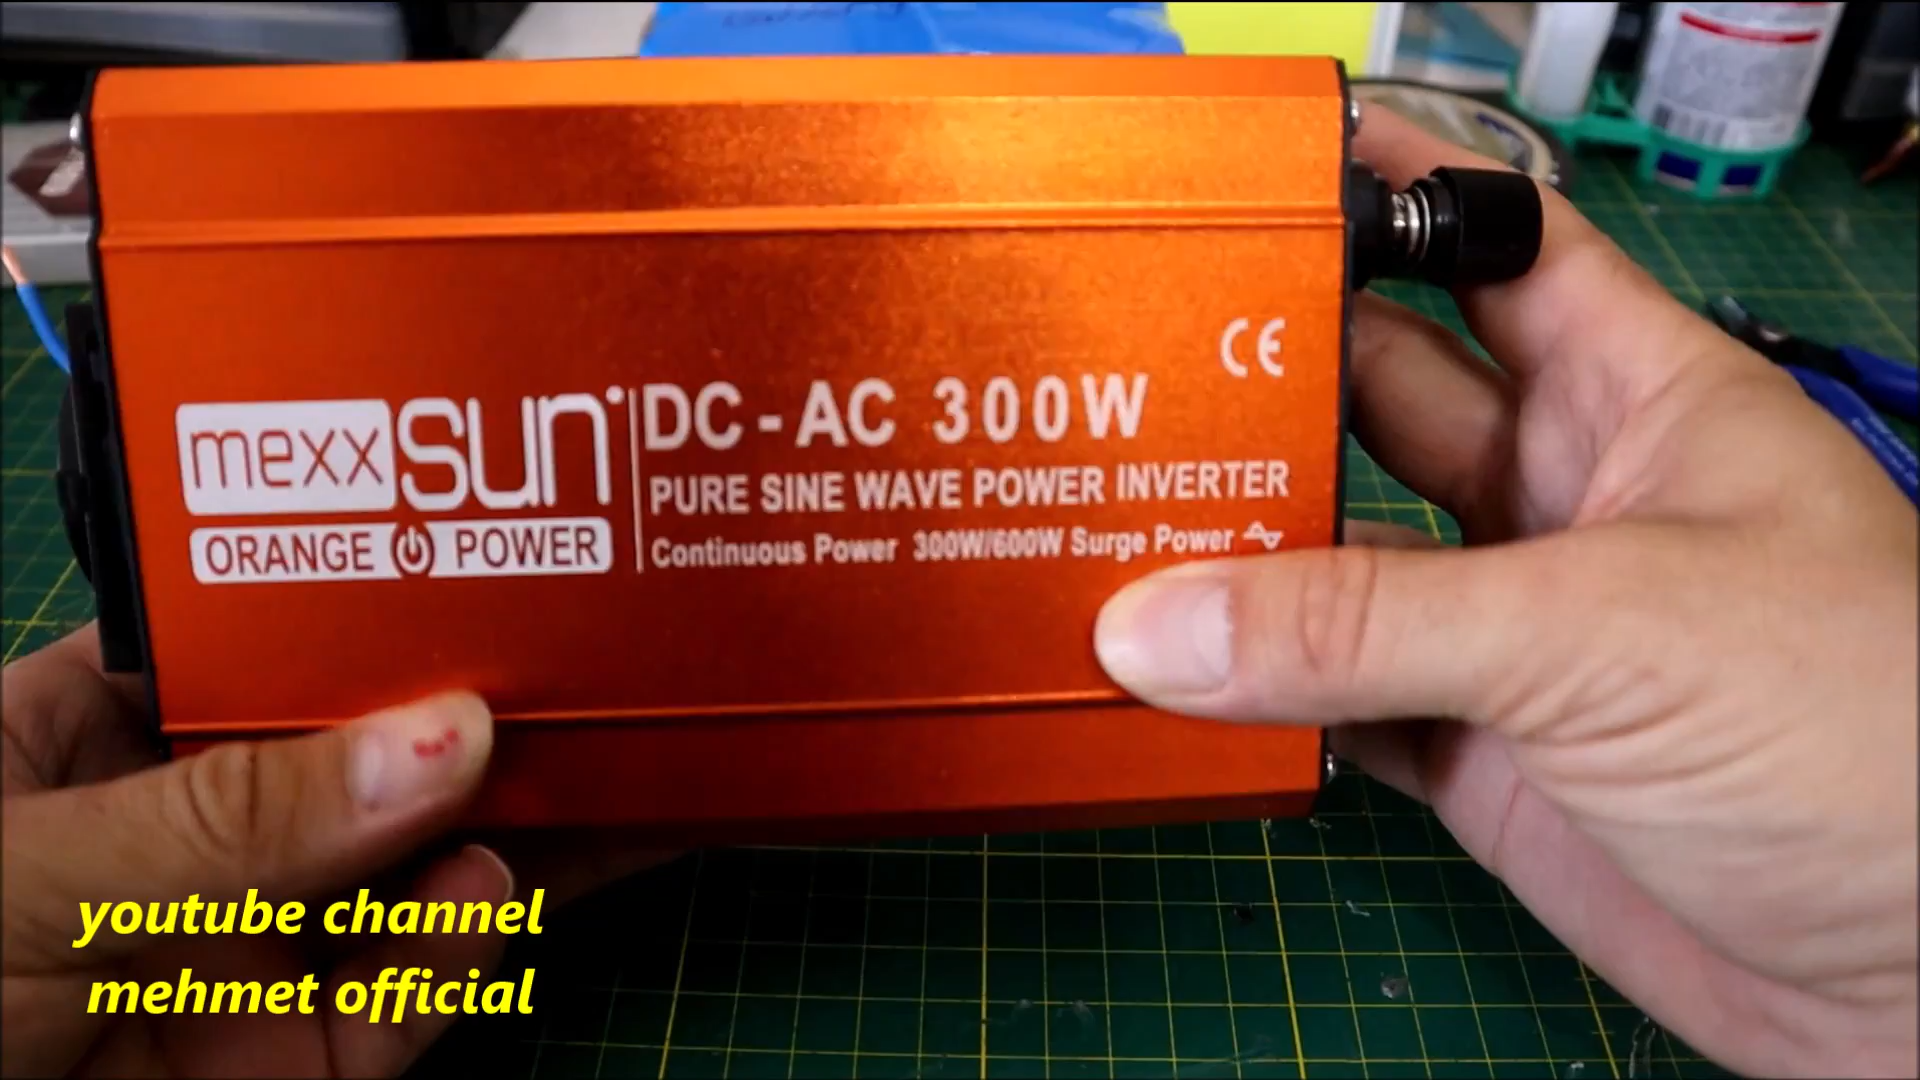 CE
mexxsun
ORANGE POWER
DC - AC 300W
PURE SINE WAVE POWER INVERTER
Continuous Power 300W/600W Surge Power
youtube channel
mehmet official